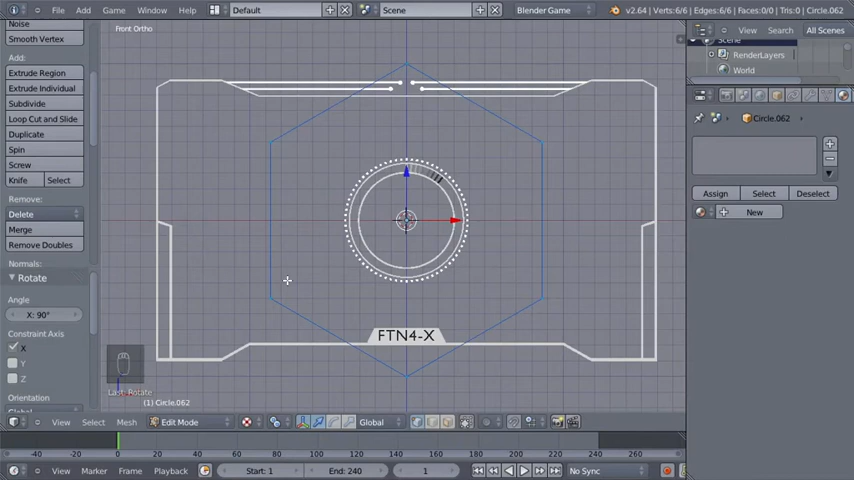 File Add Window Help Default Scene Blender Game v2.64 | Verts:6/6 | Edges:6/6 | Faces:0/0 | Tris:0 | Circle.062
View Search All Scenes
Scene
RenderLayers
World
Noise
Smooth Vertex
Add:
Extrude Region
Extrude Individual
Subdivide
Loop Cut and Slide
Duplicate
Spin
Screw
Knife Select
Remove:
Delete
Merge
Remove Doubles
Normals:
Rotate
Angle
X: 90°
Constraint Axis
X
Y
Z
Orientation
Front Ortho
FTN4-X
Last: Rotate
(1) Circle.062
Circle.062
Assign Select Deselect
New
View Select Mesh Edit Mode Global
-40 -20 0 20 40 60 80 100 120 140 160 180 200 220 240 260
View Marker Frame Playback Start: 1 End: 240 1 No Sync